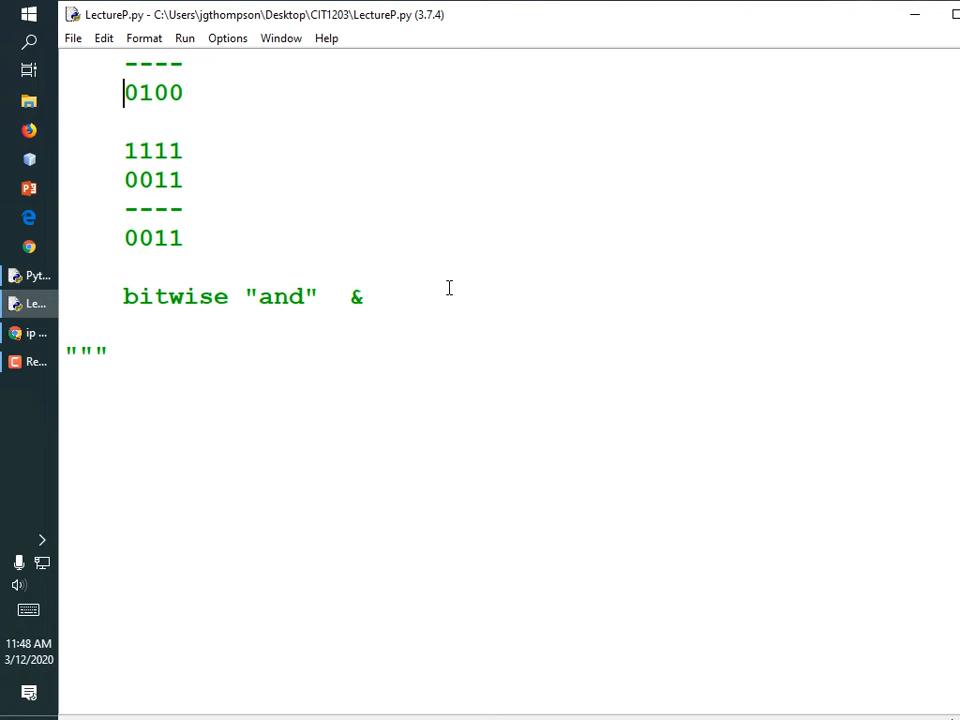 LectureP.py - C:\Users\jgthompson\Desktop\CIT1203\LectureP.py (3.7.4)
File Edit Format Run Options Window Help
----
0100
1111
0011
----
0011
bitwise "and" &
"""
Pyt...
Le...
ip ...
Re...
11:48 AM
3/12/2020